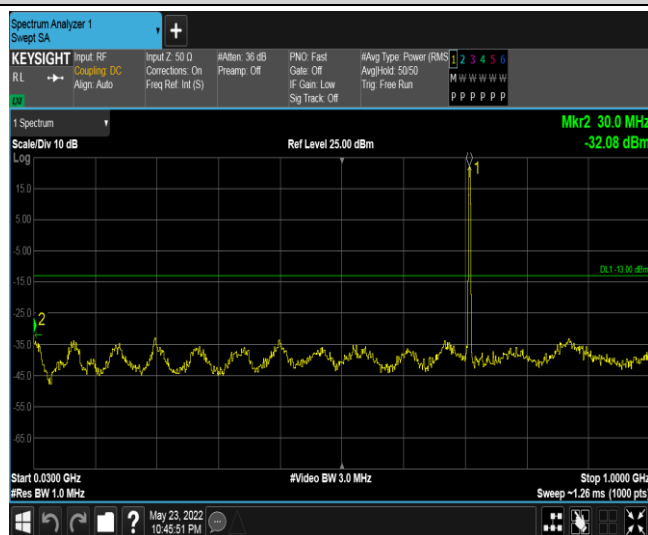 Spectrum Analyzer 1
Swept SA
+
KEYSIGHT
RL
Input: RF
Coupling: DC
Align: Auto
Input Z: 50 Ω
Corrections: On
Freq Ref: Int (S)
#Atten: 36 dB
Preamp: Off
PNO: Fast
Gate: Off
IF Gain: Low
Sig Track: Off
#Avg Type: Power (RMS
Avg|Hold: 50/50
Trig: Free Run
1 2 3 4 5 6
M W W W W W
P P P P P P
1 Spectrum
Mkr2 30.0 MHz
-32.08 dBm
Scale/Div 10 dB
Ref Level 25.00 dBm
Log
1
15.0
5.00
-5.00
DL1 -13.00 dBm
-15.0
-25.0
2
-35.0
-45.0
-55.0
-65.0
Start 0.0300 GHz
#Video BW 3.0 MHz
Stop 1.0000 GHz
#Res BW 1.0 MHz
Sweep ~1.26 ms (1000 pts)
?
May 23, 2022
10:45:51 PM